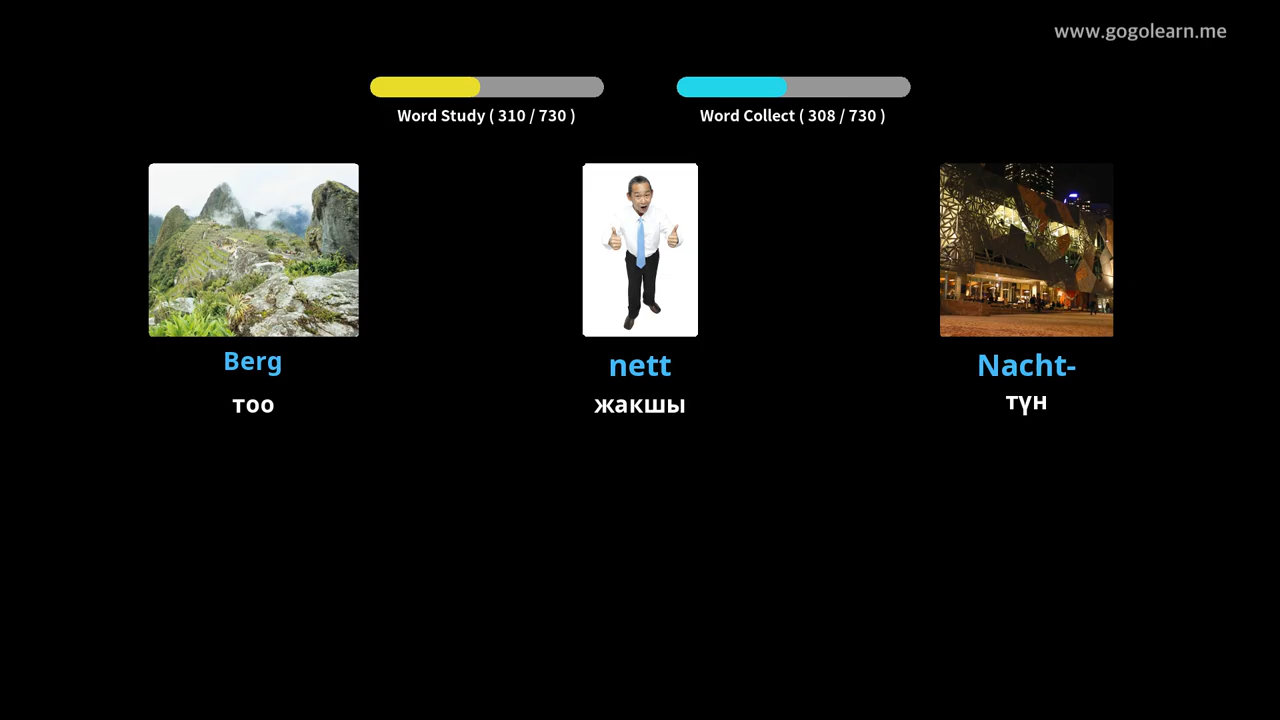 www.gogolearn.me
Word Study ( 310 / 730 )
Word Collect ( 308 / 730 )
Berg
nett
Nacht-
тоо
жакшы
түн